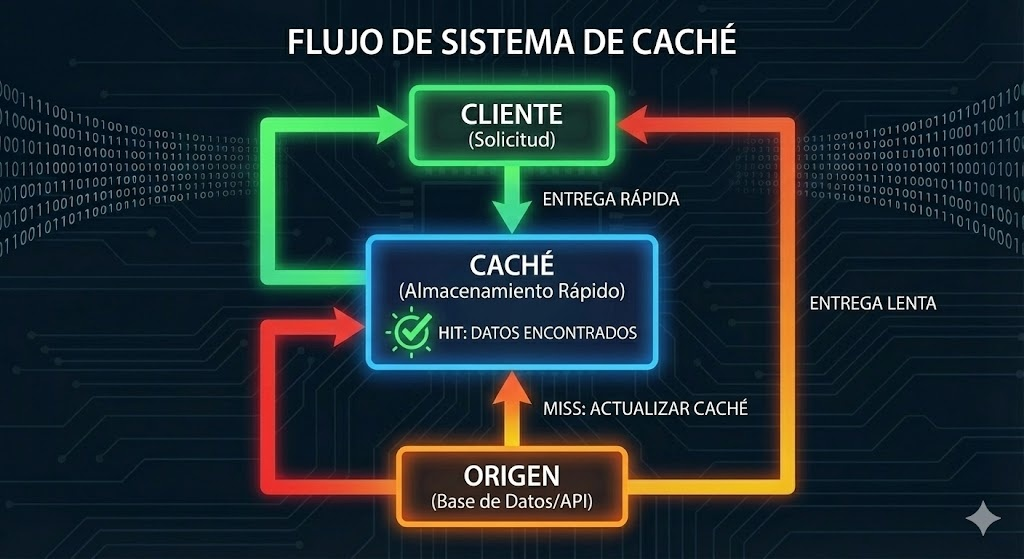 FLUJO DE SISTEMA DE CACHÉ
CLIENTE
(Solicitud)
ENTREGA RÁPIDA
CACHÉ
(Almacenamiento Rápido)
HIT: DATOS ENCONTRADOS
ENTREGA LENTA
MISS: ACTUALIZAR CACHÉ
ORIGEN
(Base de Datos/API)